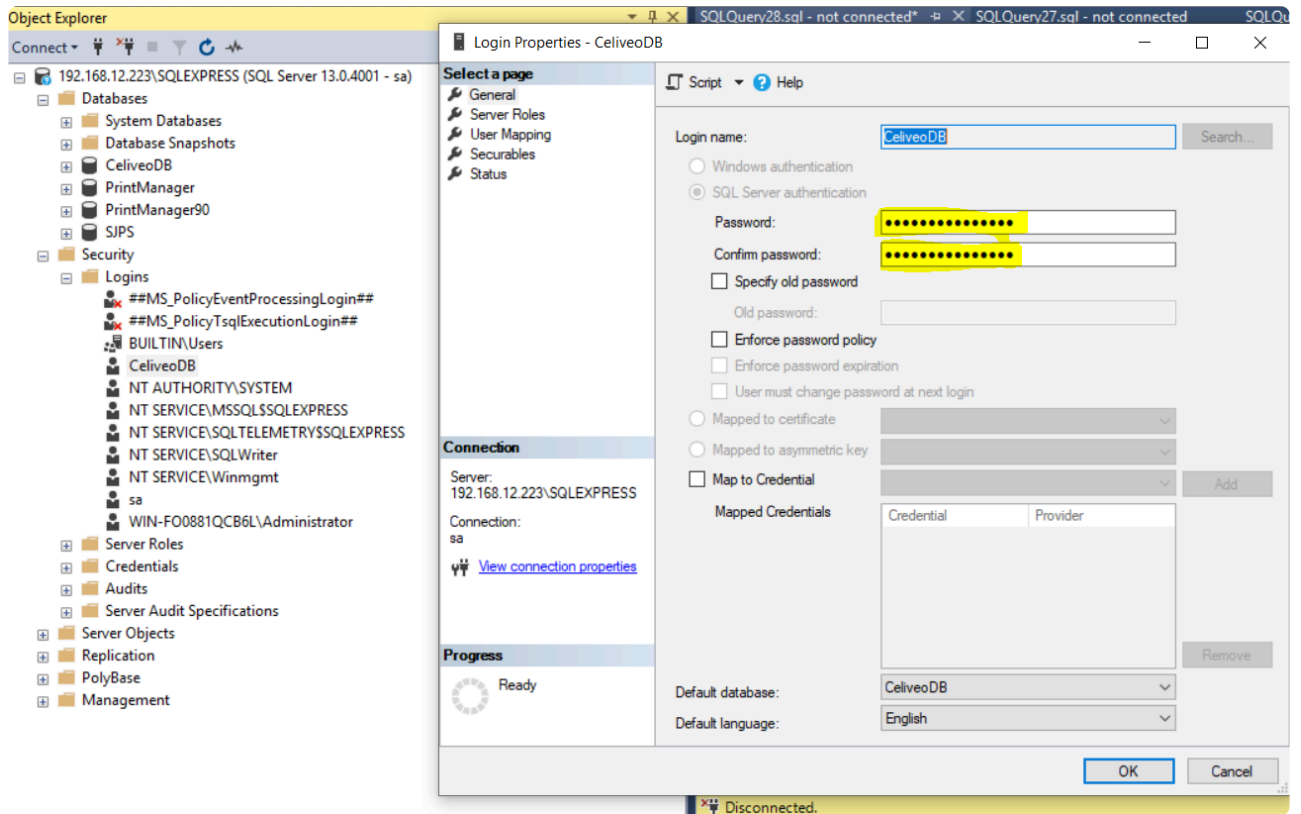 Object Explorer
Connect
192.168.12.223\SQLEXPRESS (SQL Server 13.0.4001 - sa)
Databases
System Databases
Database Snapshots
CeliveoDB
PrintManager
PrintManager90
SJPS
Security
Logins
##MS_PolicyEventProcessingLogin##
##MS_PolicyTsqlExecutionLogin##
BUILTIN\Users
CeliveoDB
NT AUTHORITY\SYSTEM
NT SERVICE\MSSQL$SQLEXPRESS
NT SERVICE\SQLTELEMETRY$SQLEXPRESS
NT SERVICE\SQLWriter
NT SERVICE\Winmgmt
sa
WIN-FO0881QCB6L\Administrator
Server Roles
Credentials
Audits
Server Audit Specifications
Server Objects
Replication
PolyBase
Management
SQLQuery28.sql - not connected* SQLQuery27.sql - not connected SQLQu
Login Properties - CeliveoDB
Select a page
General
Server Roles
User Mapping
Securables
Status
Connection
Server:
192.168.12.223\SQLEXPRESS
Connection:
sa
View connection properties
Progress
Ready
Script Help
Login name: CeliveoDB Search...
Windows authentication
SQL Server authentication
Password: ●●●●●●●●●●●●●●●
Confirm password: ●●●●●●●●●●●●●●●
Specify old password
Old password:
Enforce password policy
Enforce password expiration
User must change password at next login
Mapped to certificate
Mapped to asymmetric key
Map to Credential Add
Mapped Credentials Credential Provider
Remove
Default database: CeliveoDB
Default language: English
OK Cancel
Disconnected.